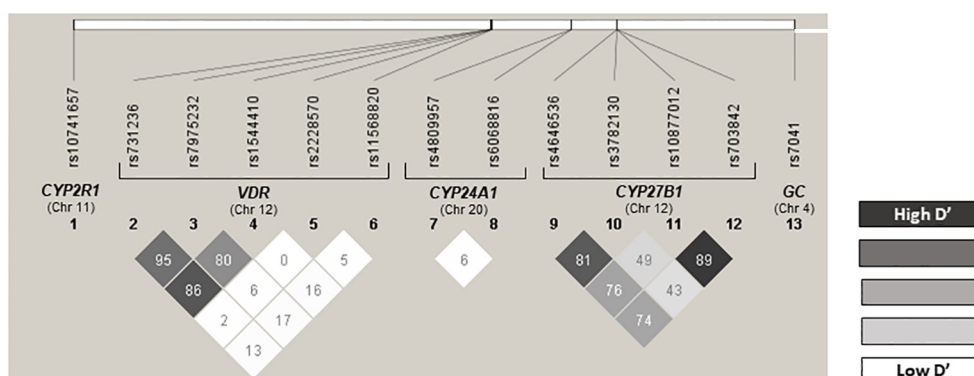 rs10741657 rs731236 rs7975232 rs1544410 rs2228570 rs11568820 rs4809957 rs6068816 rs4646536 rs3782130 rs10877012 rs703842 rs7041
CYP2R1 VDR CYP24A1 CYP27B1 GC
(Chr 11) (Chr 12) (Chr 20) (Chr 12) (Chr 4)
1 2 3 4 5 6 7 8 9 10 11 12 13
High D’
95 80 0 5 6 81 49 89
86 6 16 76 43
2 17 74
13
Low D’